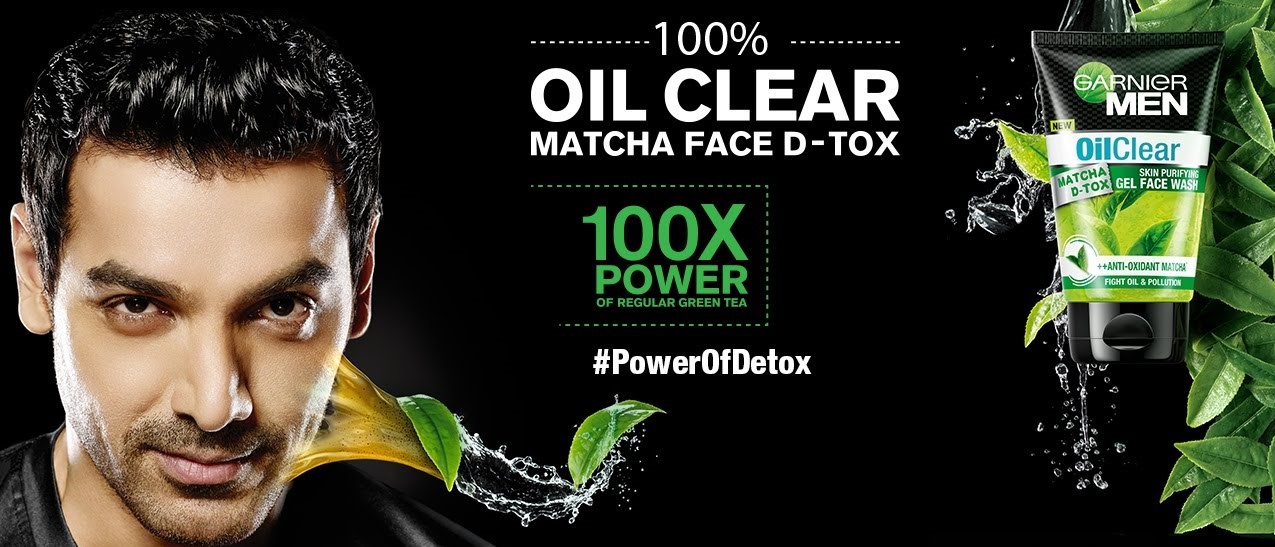 100%
OIL CLEAR
MATCHA FACE D-TOX
100X
POWER
OF REGULAR GREEN TEA
#PowerOfDetox
GARNIER
MEN
NEW
OilClear
MATCHA
D-TOX
SKIN PURIFYING
GEL FACE WASH
++ANTI-OXIDANT MATCHA*
FIGHT OIL & POLLUTION